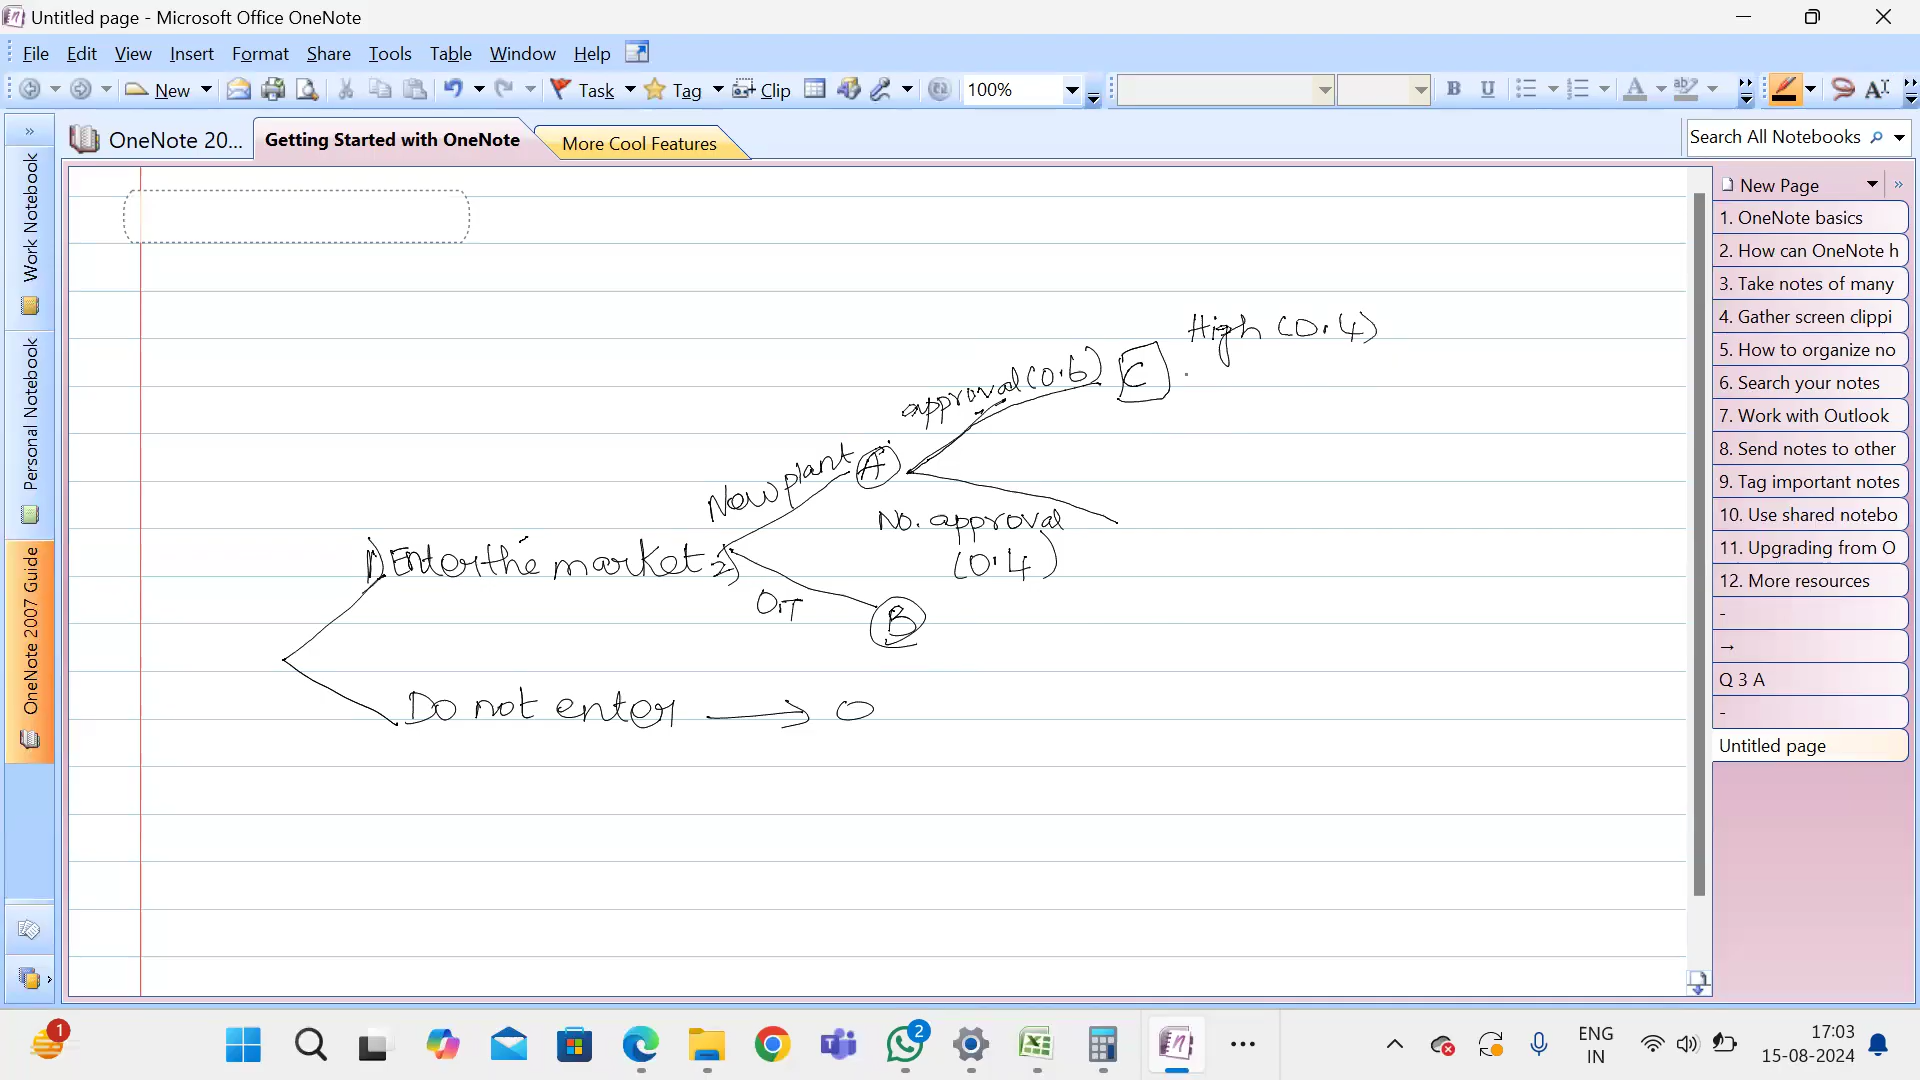 Untitled page - Microsoft Office OneNote
File Edit View Insert Format Share Tools Table Window Help
New Task Tag Clip 100% B U
OneNote 20... Getting Started with OneNote More Cool Features
Search All Notebooks
Work Notebook
Personal Notebook
OneNote 2007 Guide
New Page
1. OneNote basics
2. How can OneNote h
3. Take notes of many
4. Gather screen clippi
5. How to organize no
6. Search your notes
7. Work with Outlook
8. Send notes to other
9. Tag important notes
10. Use shared notebo
11. Upgrading from O
12. More resources
-
→
Q 3 A
-
Untitled page
High (0.4)
approval (0.6) C
New plant A
No. approval
(0.4)
1) Enter the market 2)
O.T B
Do not enter → 0
1
2
ENG
IN
17:03
15-08-2024